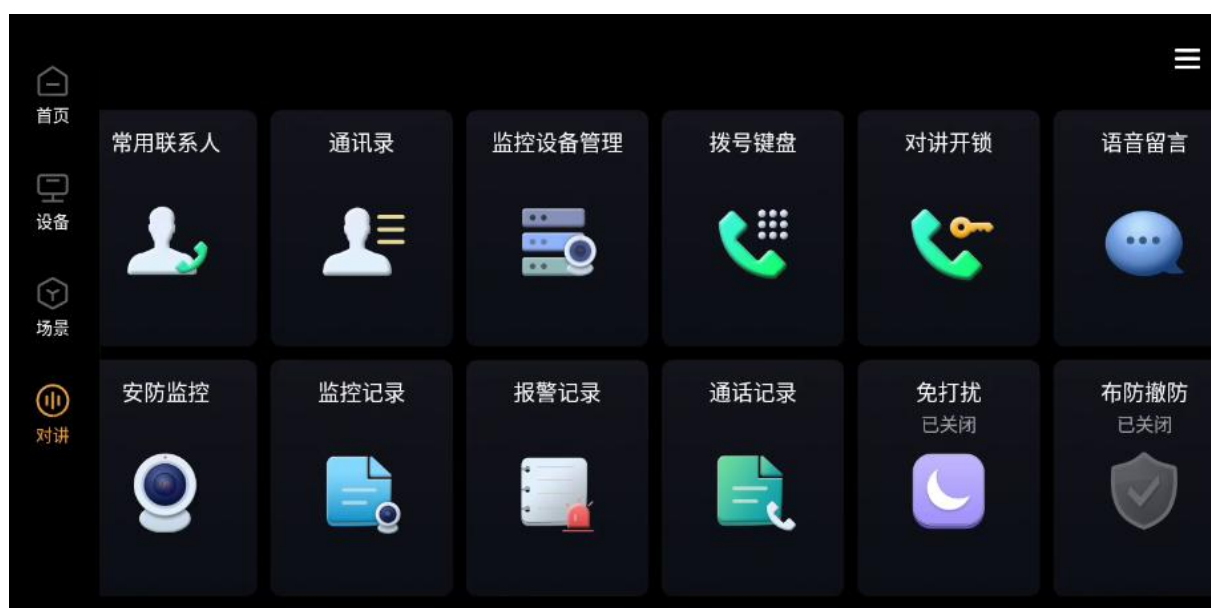 首页
设备
场景
对讲
常用联系人
通讯录
监控设备管理
拨号键盘
对讲开锁
语音留言
安防监控
监控记录
报警记录
通话记录
免打扰
已关闭
布防撤防
已关闭